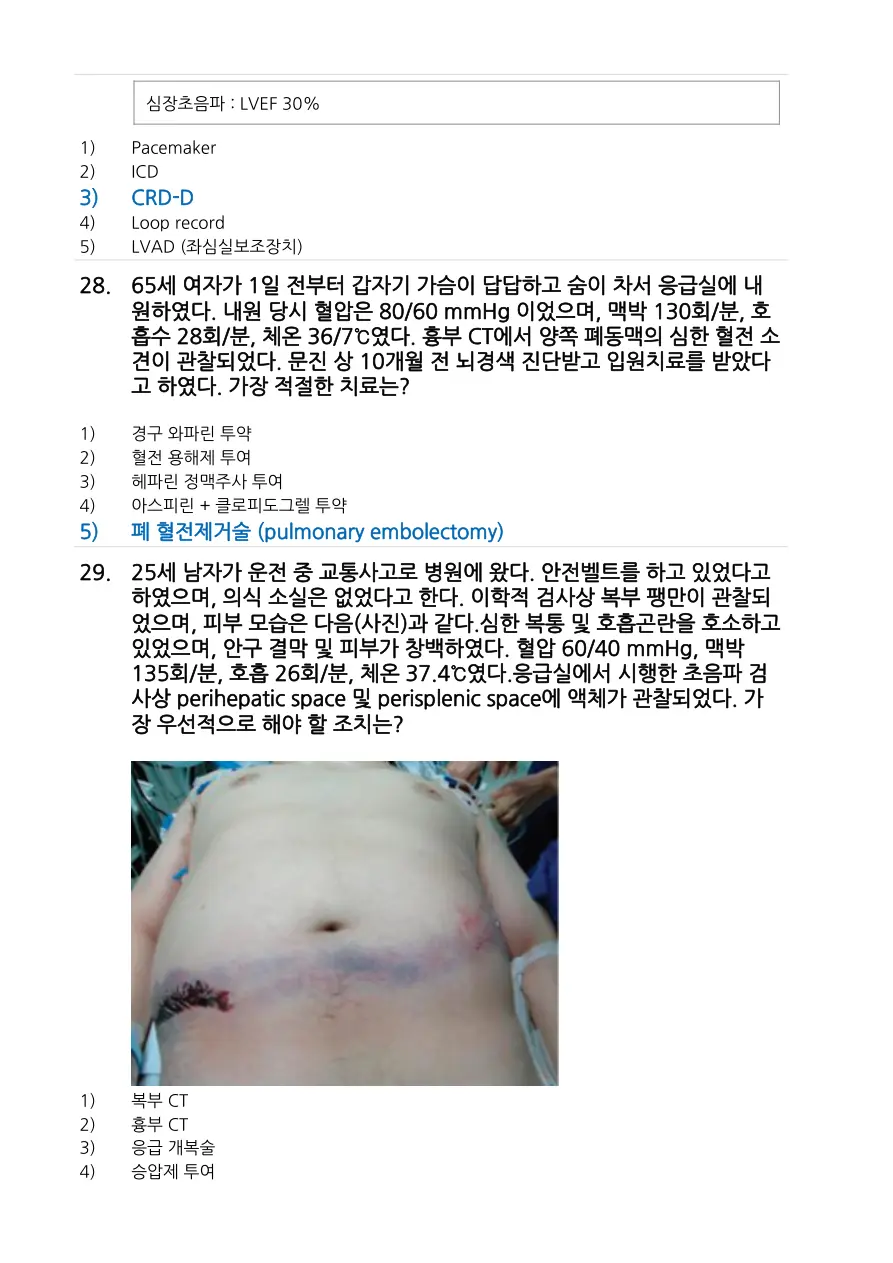 심장초음파 : LVEF 30%
1) Pacemaker
2) ICD
3) CRD-D
4) Loop record
5) LVAD (좌심실보조장치)
28. 65세 여자가 1일 전부터 갑자기 가슴이 답답하고 숨이 차서 응급실에 내
원하였다. 내원 당시 혈압은 80/60 mmHg 이었으며, 맥박 130회/분, 호
흡수 28회/분, 체온 36/7℃였다. 흉부 CT에서 양쪽 폐동맥의 심한 혈전 소
견이 관찰되었다. 문진 상 10개월 전 뇌경색 진단받고 입원치료를 받았다
고 하였다. 가장 적절한 치료는?
1) 경구 와파린 투약
2) 혈전 용해제 투여
3) 헤파린 정맥주사 투여
4) 아스피린 + 클로피도그렐 투약
5) 폐 혈전제거술 (pulmonary embolectomy)
29. 25세 남자가 운전 중 교통사고로 병원에 왔다. 안전벨트를 하고 있었다고
하였으며, 의식 소실은 없었다고 한다. 이학적 검사상 복부 팽만이 관찰되
었으며, 피부 모습은 다음(사진)과 같다.심한 복통 및 호흡곤란을 호소하고
있었으며, 안구 결막 및 피부가 창백하였다. 혈압 60/40 mmHg, 맥박
135회/분, 호흡 26회/분, 체온 37.4℃였다.응급실에서 시행한 초음파 검
사상 perihepatic space 및 perisplenic space에 액체가 관찰되었다. 가
장 우선적으로 해야 할 조치는?
1) 복부 CT
2) 흉부 CT
3) 응급 개복술
4) 승압제 투여